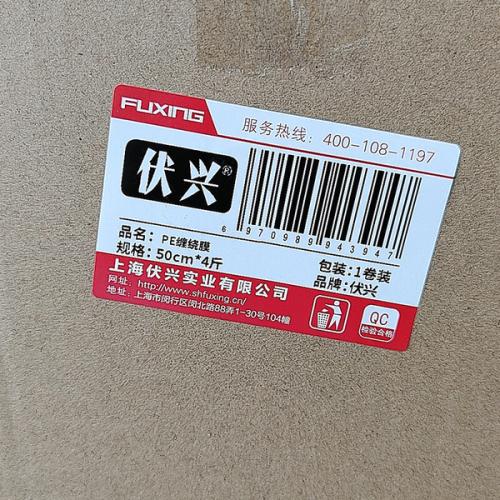 FUXING
服务热线: 400-108-1197
伏兴®
6 970989 943947
品名: PE缠绕膜
规格: 50cm*4斤
包装: 1卷装
品牌: 伏兴
上海伏兴实业有限公司
网址: http://www.shfuxing.cn/
地址: 上海市闵行区闵北路88弄1-30号104幢
QC
检验合格